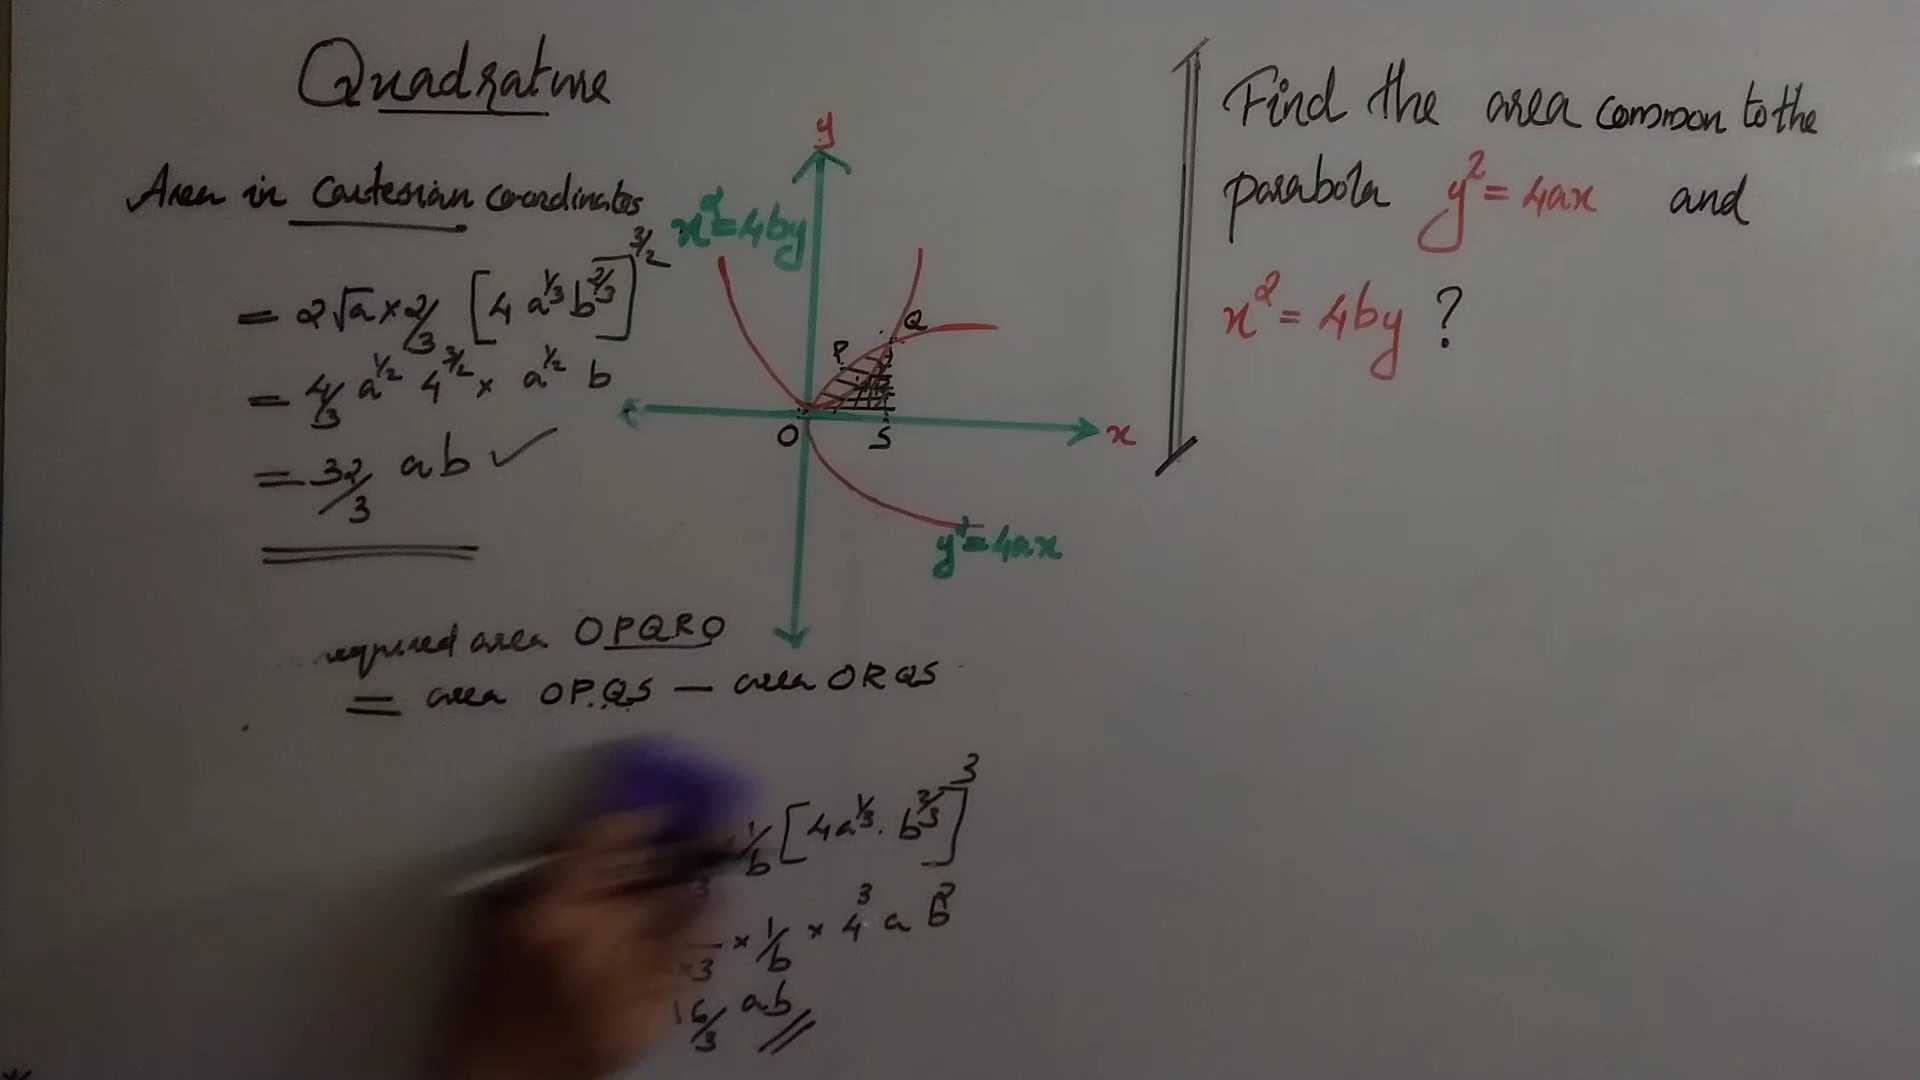 Quadrature
Area in Cartesian coordinates
= 2√a × 2/3 [4 a^1/3 b^2/3]^3/2
= 4/3 a^1/2 4^3/2 × a^1/2 b
= 32/3 ab ✓
y
x² = 4by
Q
P
O
S
x
y² = 4ax
required area OPQRO
= area OPQS — area ORQS
1/b [4a^1/3 . b^2/3]^3
3
×3 × 1/b × 4^3 a b^2
16/3 ab
Find the area common to the
parabola y² = 4ax and
x² = 4by ?